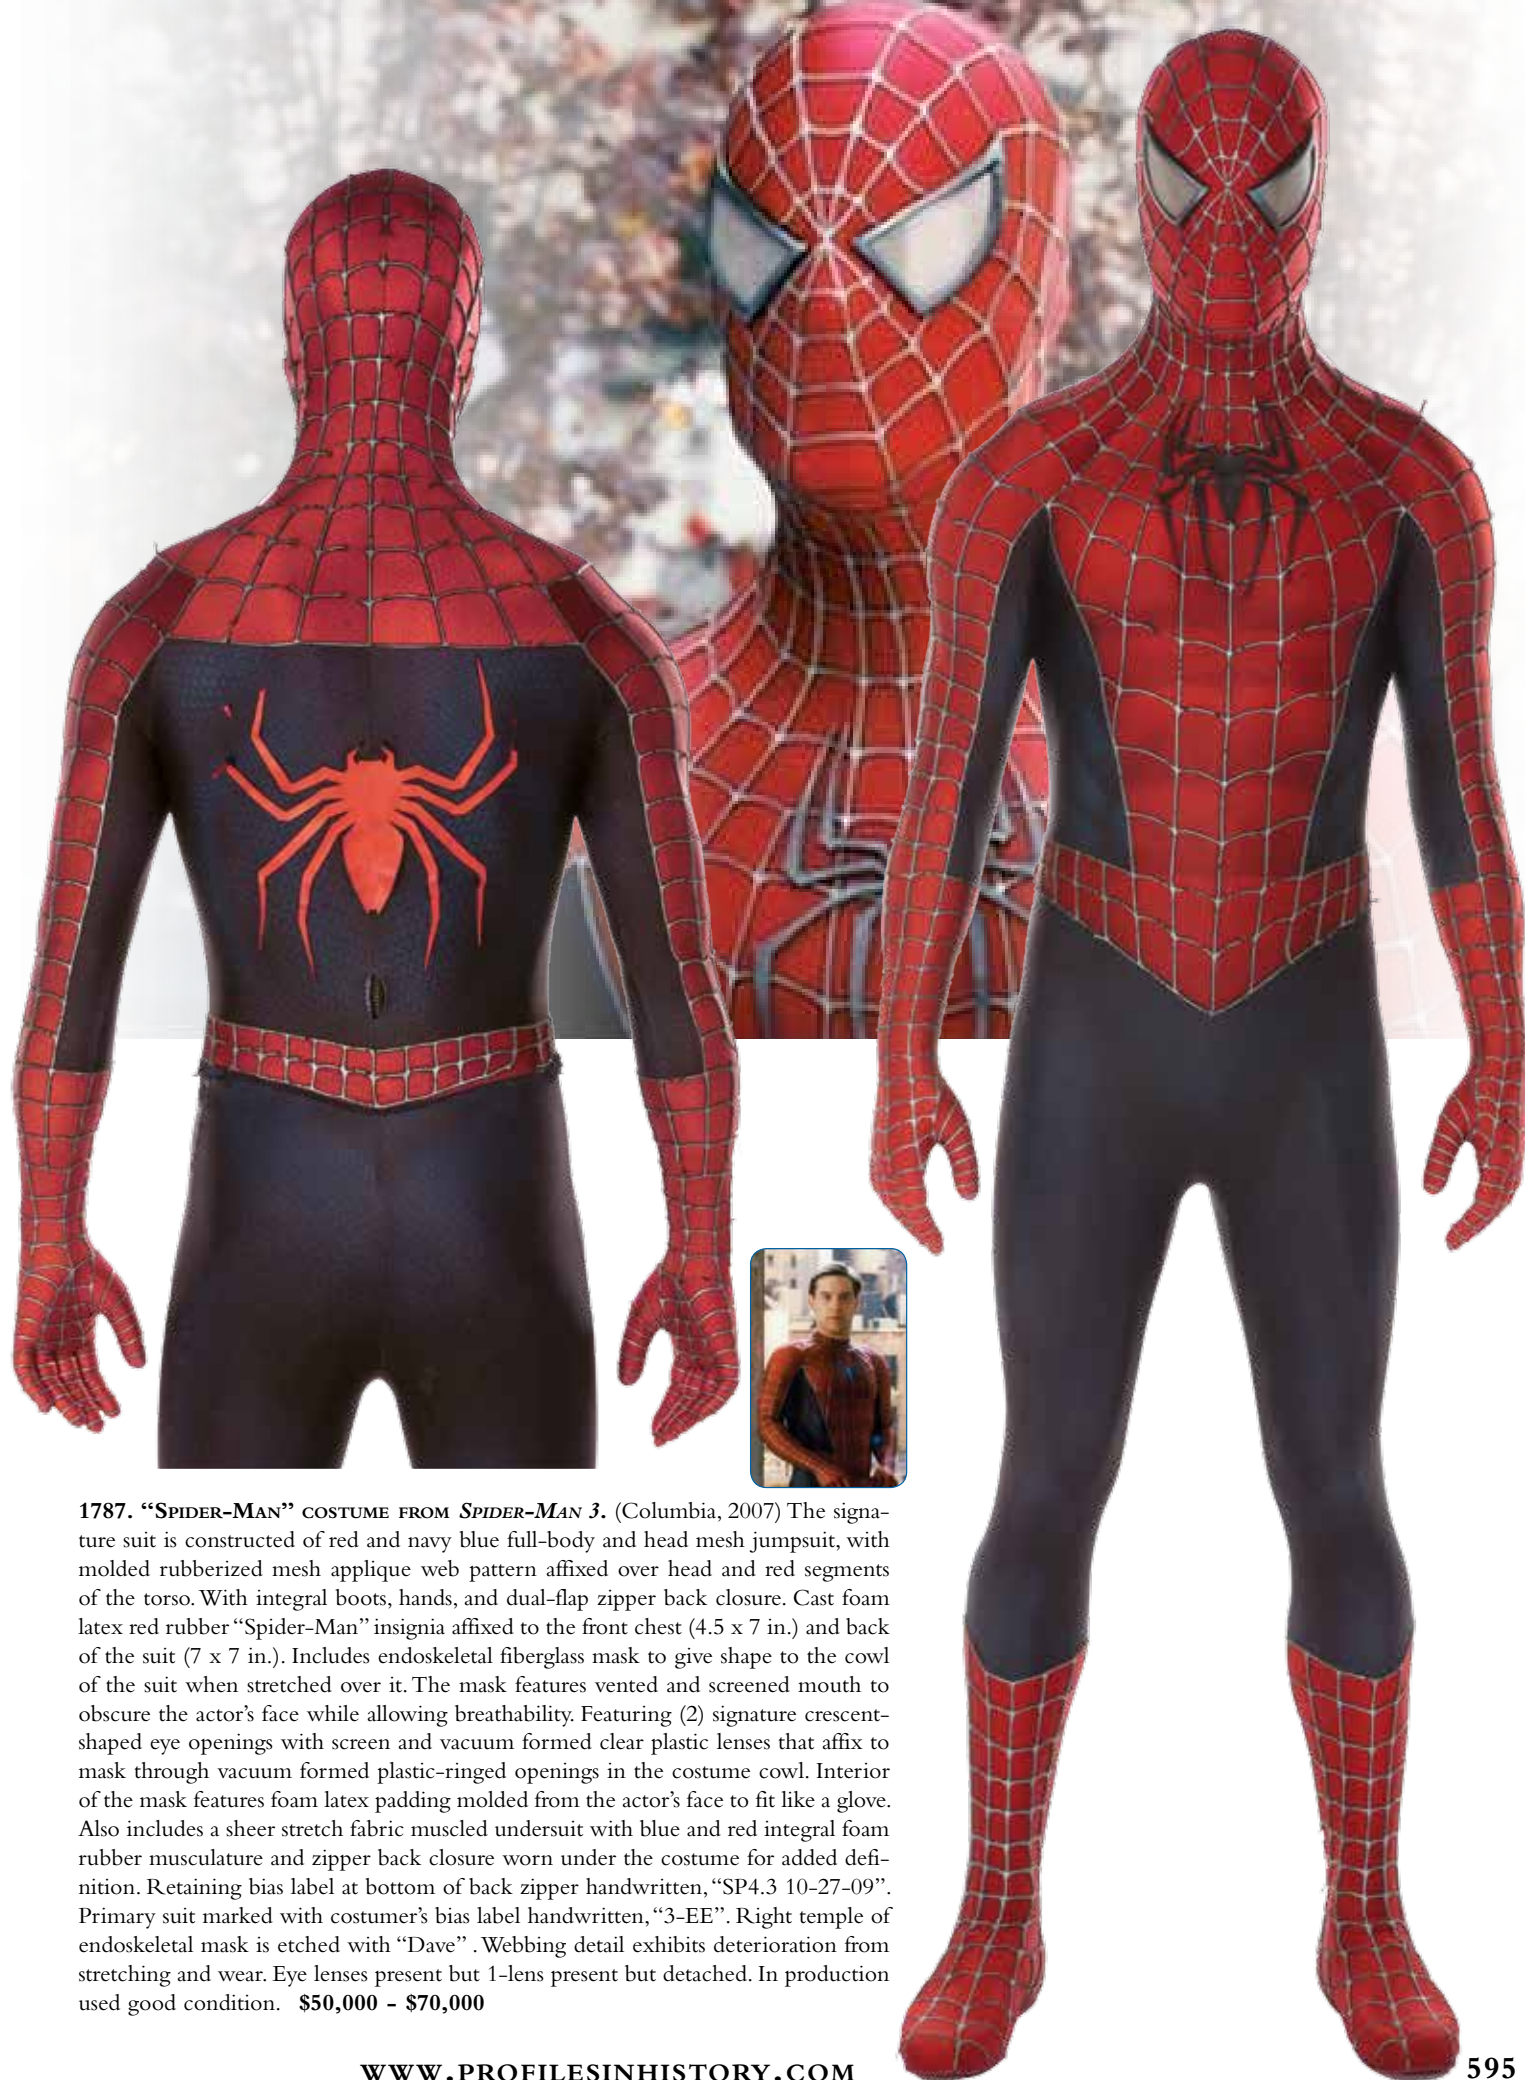 1787. “Spider-Man” costume from Spider-Man 3. (Columbia, 2007) The signa-
ture suit is constructed of red and navy blue full-body and head mesh jumpsuit, with
molded rubberized mesh applique web pattern affixed over head and red segments
of the torso. With integral boots, hands, and dual-flap zipper back closure. Cast foam
latex red rubber “Spider-Man” insignia affixed to the front chest (4.5 x 7 in.) and back
of the suit (7 x 7 in.). Includes endoskeletal fiberglass mask to give shape to the cowl
of the suit when stretched over it. The mask features vented and screened mouth to
obscure the actor’s face while allowing breathability. Featuring (2) signature crescent-
shaped eye openings with screen and vacuum formed clear plastic lenses that affix to
mask through vacuum formed plastic-ringed openings in the costume cowl. Interior
of the mask features foam latex padding molded from the actor’s face to fit like a glove.
Also includes a sheer stretch fabric muscled undersuit with blue and red integral foam
rubber musculature and zipper back closure worn under the costume for added defi-
nition. Retaining bias label at bottom of back zipper handwritten, “SP4.3 10-27-09”.
Primary suit marked with costumer’s bias label handwritten, “3-EE”. Right temple of
endoskeletal mask is etched with “Dave” . Webbing detail exhibits deterioration from
stretching and wear. Eye lenses present but 1-lens present but detached. In production
used good condition. $50,000 - $70,000
www.profilesinhistory.com
595